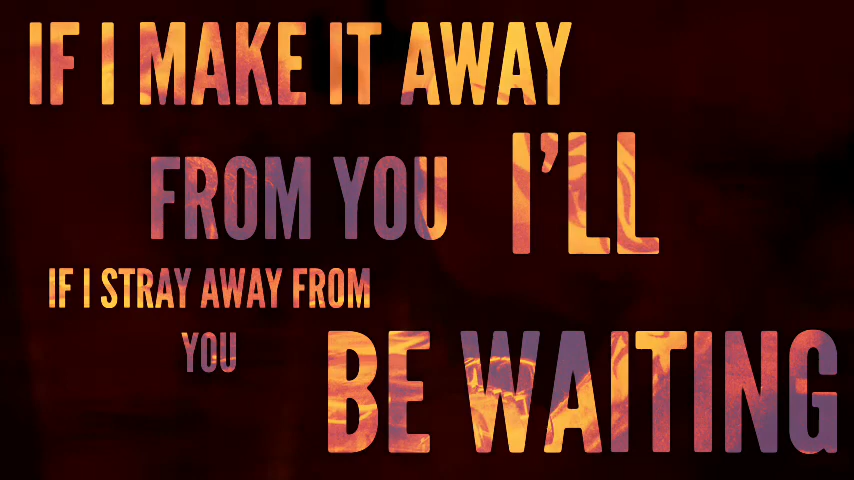 IF I MAKE IT AWAY
FROM YOU
I'LL
IF I STRAY AWAY FROM
YOU
BE WAITING